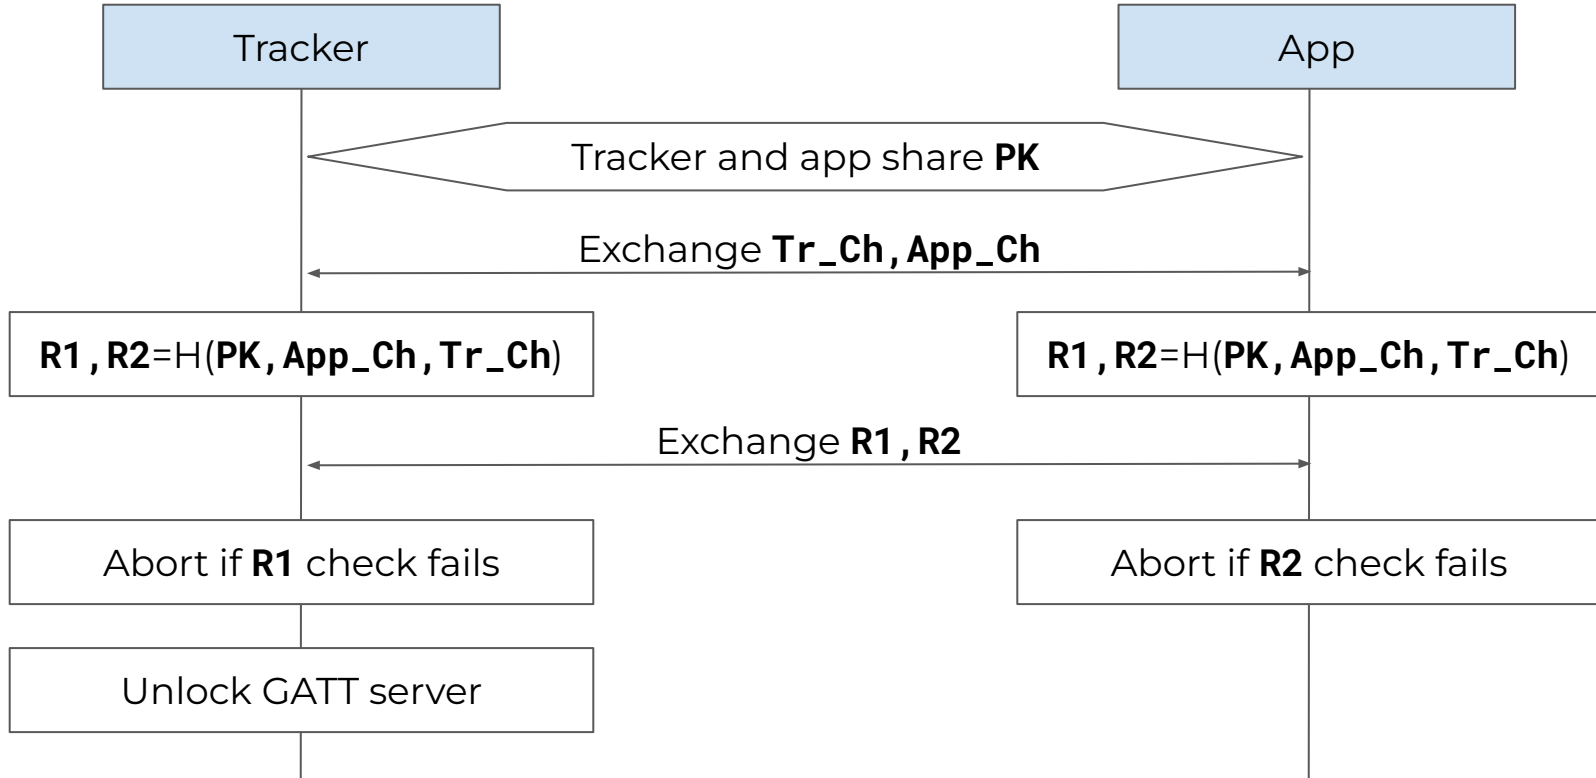 Tracker
App
Tracker and app share PK
Exchange Tr_Ch,App_Ch
R1,R2=H(PK,App_Ch,Tr_Ch)
R1,R2=H(PK,App_Ch,Tr_Ch)
Exchange R1,R2
Abort if R1 check fails
Abort if R2 check fails
Unlock GATT server